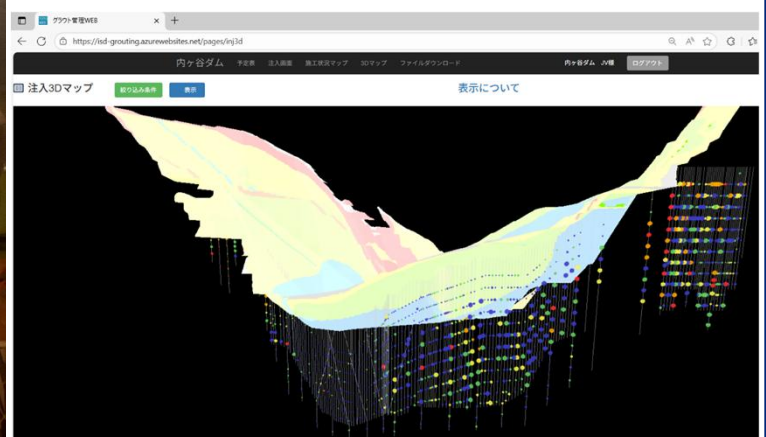 グラウト管理WEB
https://isd-grouting.azurewebsites.net/pages/inj3d
内ヶ谷ダム 予定表 注入画面 施工状況マップ 3Dマップ ファイルダウンロード 内ヶ谷ダム JV様 ログアウト
注入3Dマップ 絞り込み条件 表示 表示について